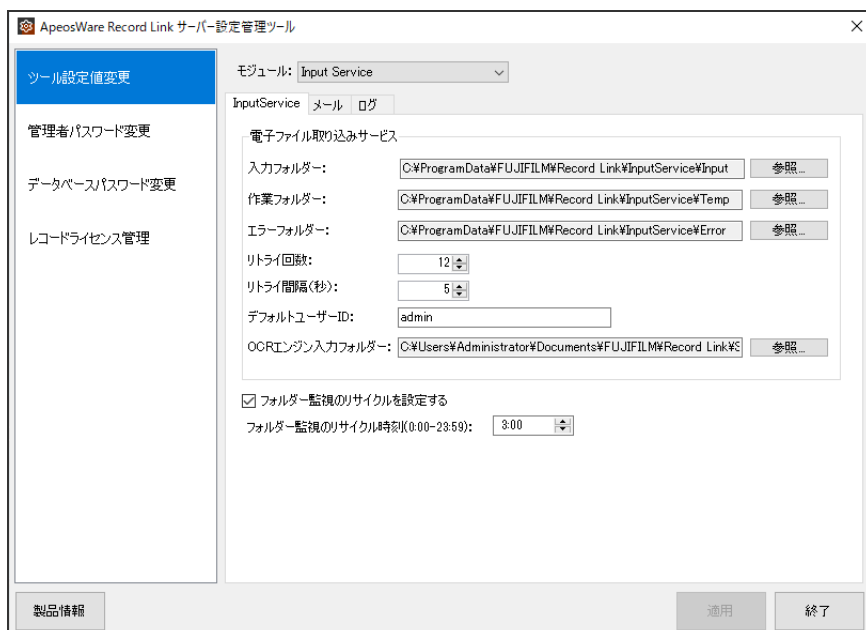 ApeosWare Record Link サーバー設定管理ツール
ツール設定値変更
管理者パスワード変更
データベースパスワード変更
レコードライセンス管理
モジュール: Input Service
InputService メール ログ
電子ファイル取り込みサービス
入力フォルダー: C:¥ProgramData¥FUJIFILM¥Record Link¥InputService¥Input 参照...
作業フォルダー: C:¥ProgramData¥FUJIFILM¥Record Link¥InputService¥Temp 参照...
エラーフォルダー: C:¥ProgramData¥FUJIFILM¥Record Link¥InputService¥Error 参照...
リトライ回数: 12
リトライ間隔(秒): 5
デフォルトユーザーID: admin
OCRエンジン入力フォルダー: C:¥Users¥Administrator¥Documents¥FUJIFILM¥Record Link¥S 参照...
フォルダー監視のリサイクルを設定する
フォルダー監視のリサイクル時刻(0:00-23:59): 3:00
製品情報 適用 終了